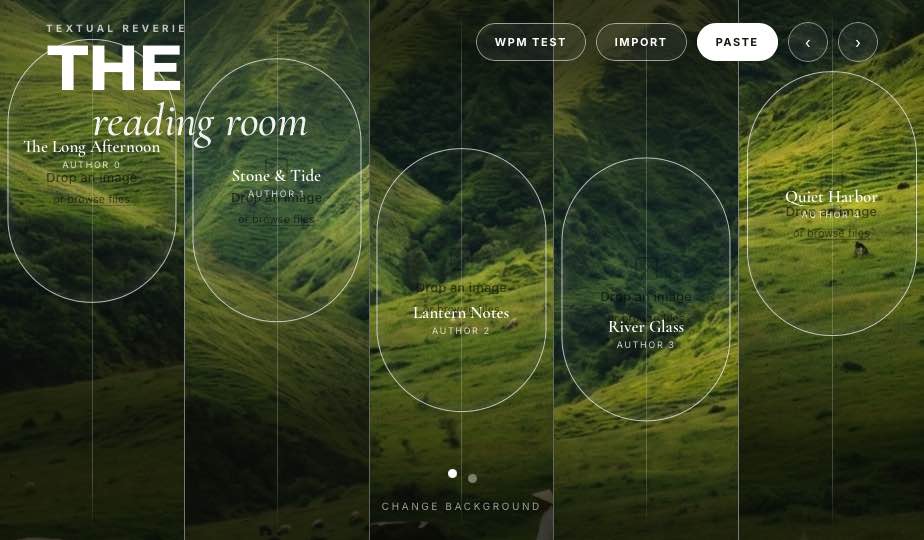 TEXTUAL REVERIE
THE
reading room
WPM TEST
IMPORT
PASTE
‹
›
The Long Afternoon
AUTHOR 0
Drop an image
or browse files
Stone & Tide
AUTHOR 1
Drop an image
or browse files
Drop an image
Lantern Notes
AUTHOR 2
Drop an image
River Glass
AUTHOR 3
Quiet Harbor
AUTHOR 4
Drop an image
or browse files
CHANGE BACKGROUND